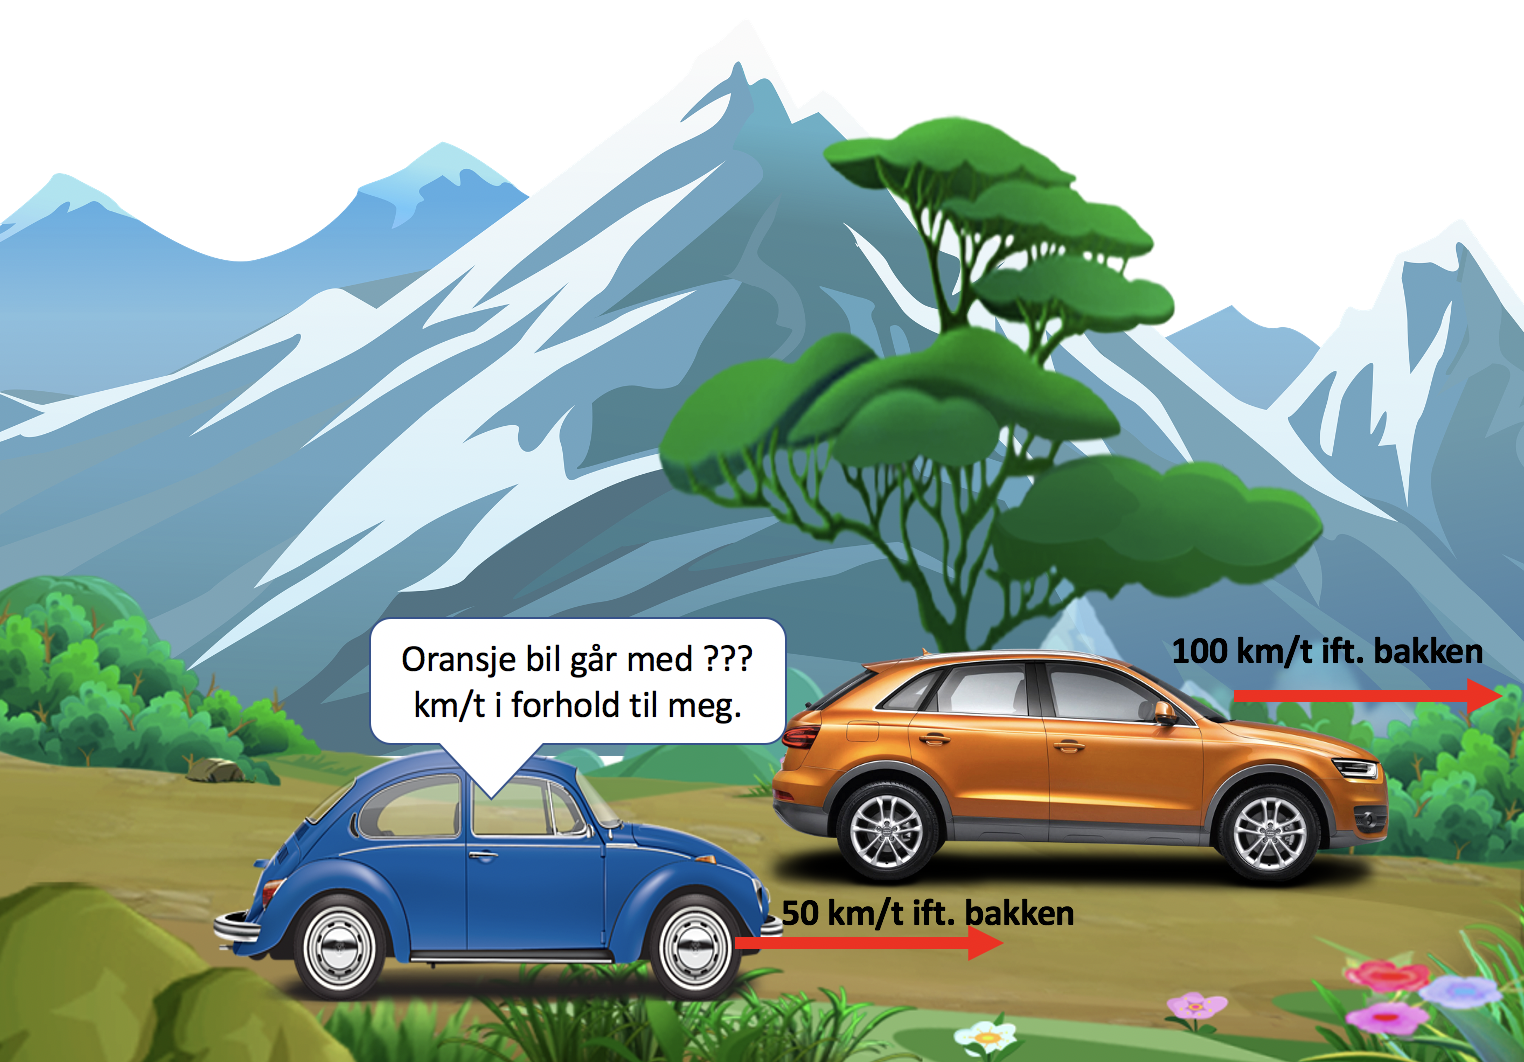 Oransje bil går med ???
km/t i forhold til meg.
100 km/t ift. bakken
50 km/t ift. bakken